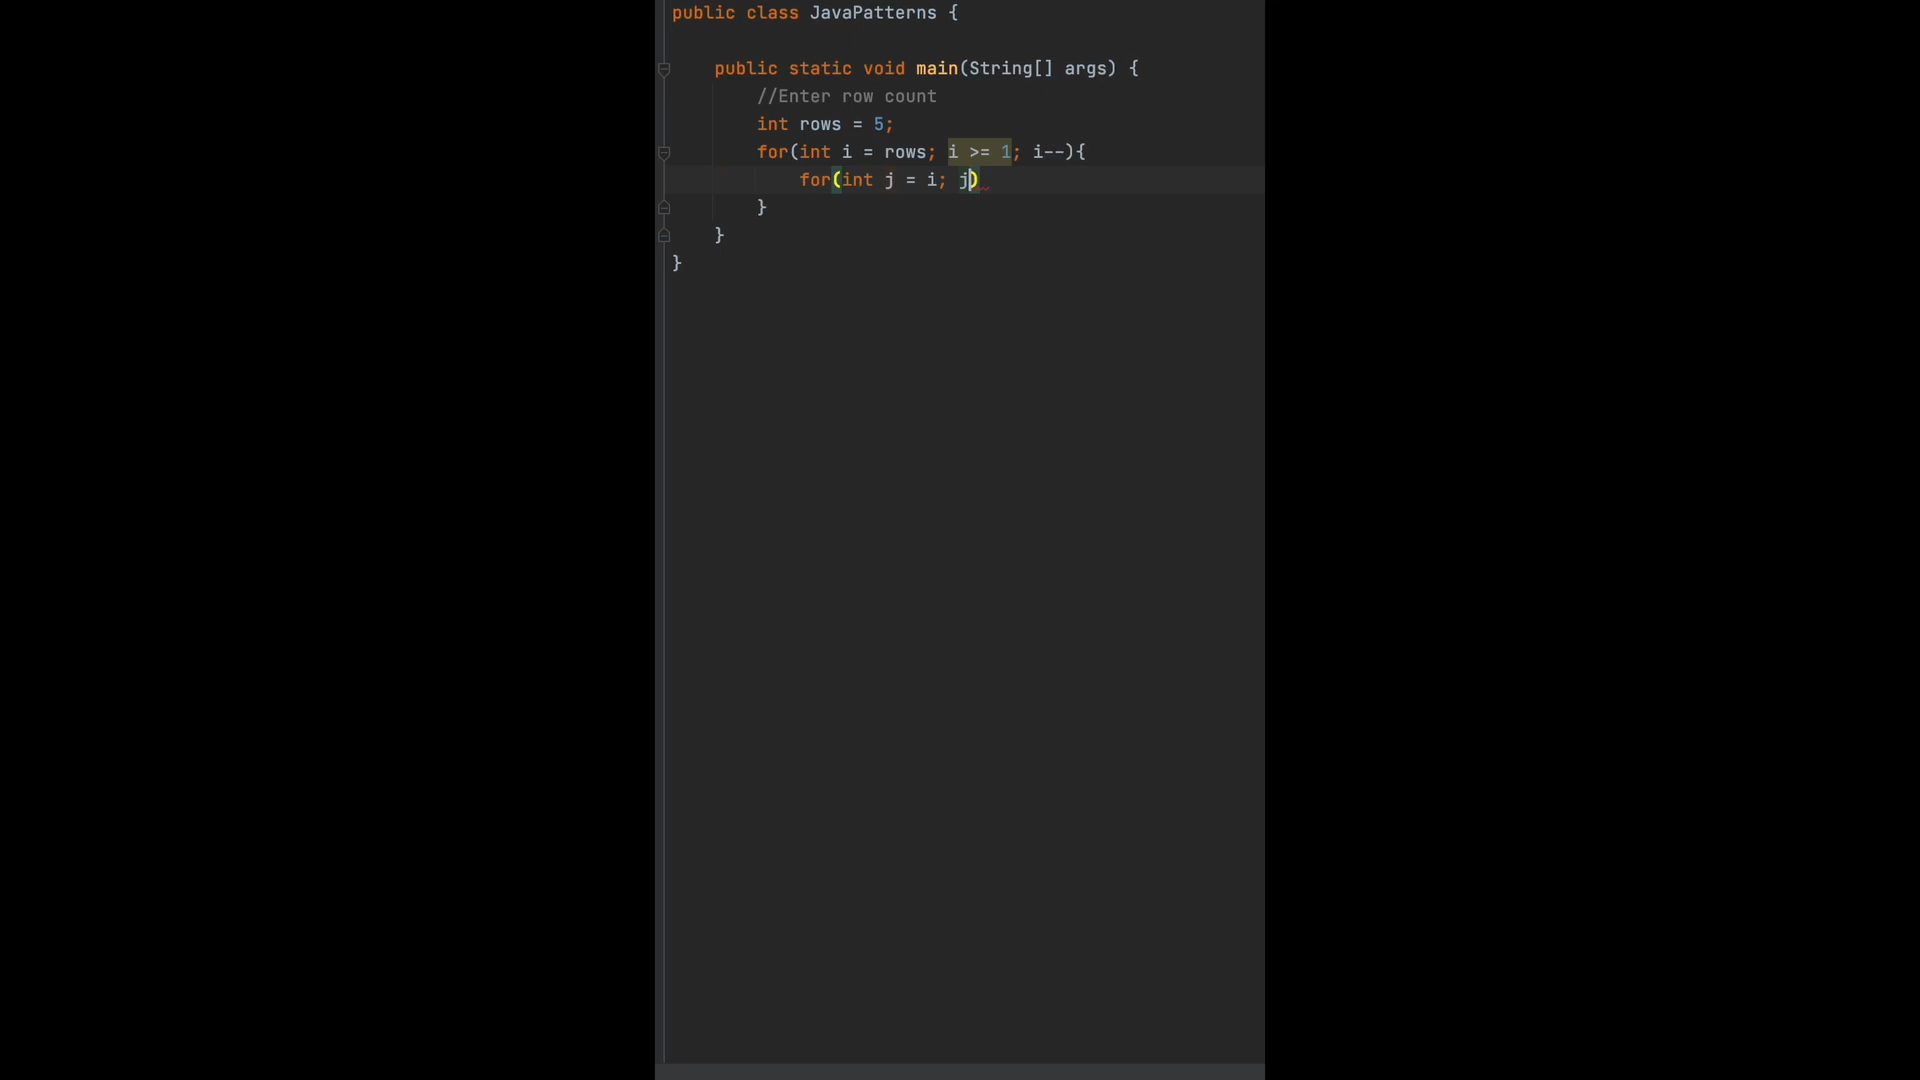 public class JavaPatterns {
public static void main(String[] args) {
//Enter row count
int rows = 5;
for(int i = rows; i >= 1; i--){
for(int j = i; j)
}
}
}